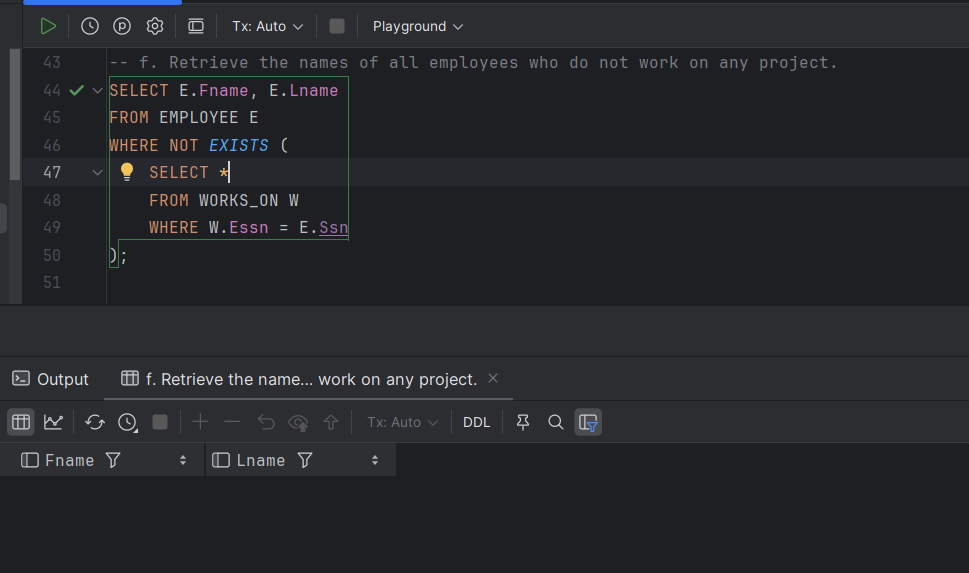 Tx: Auto Playground
43 -- f. Retrieve the names of all employees who do not work on any project.
44 SELECT E.Fname, E.Lname
45 FROM EMPLOYEE E
46 WHERE NOT EXISTS (
47 SELECT *
48 FROM WORKS_ON W
49 WHERE W.Essn = E.Ssn
50 );
51
Output f. Retrieve the name... work on any project.
Tx: Auto DDL
Fname Lname